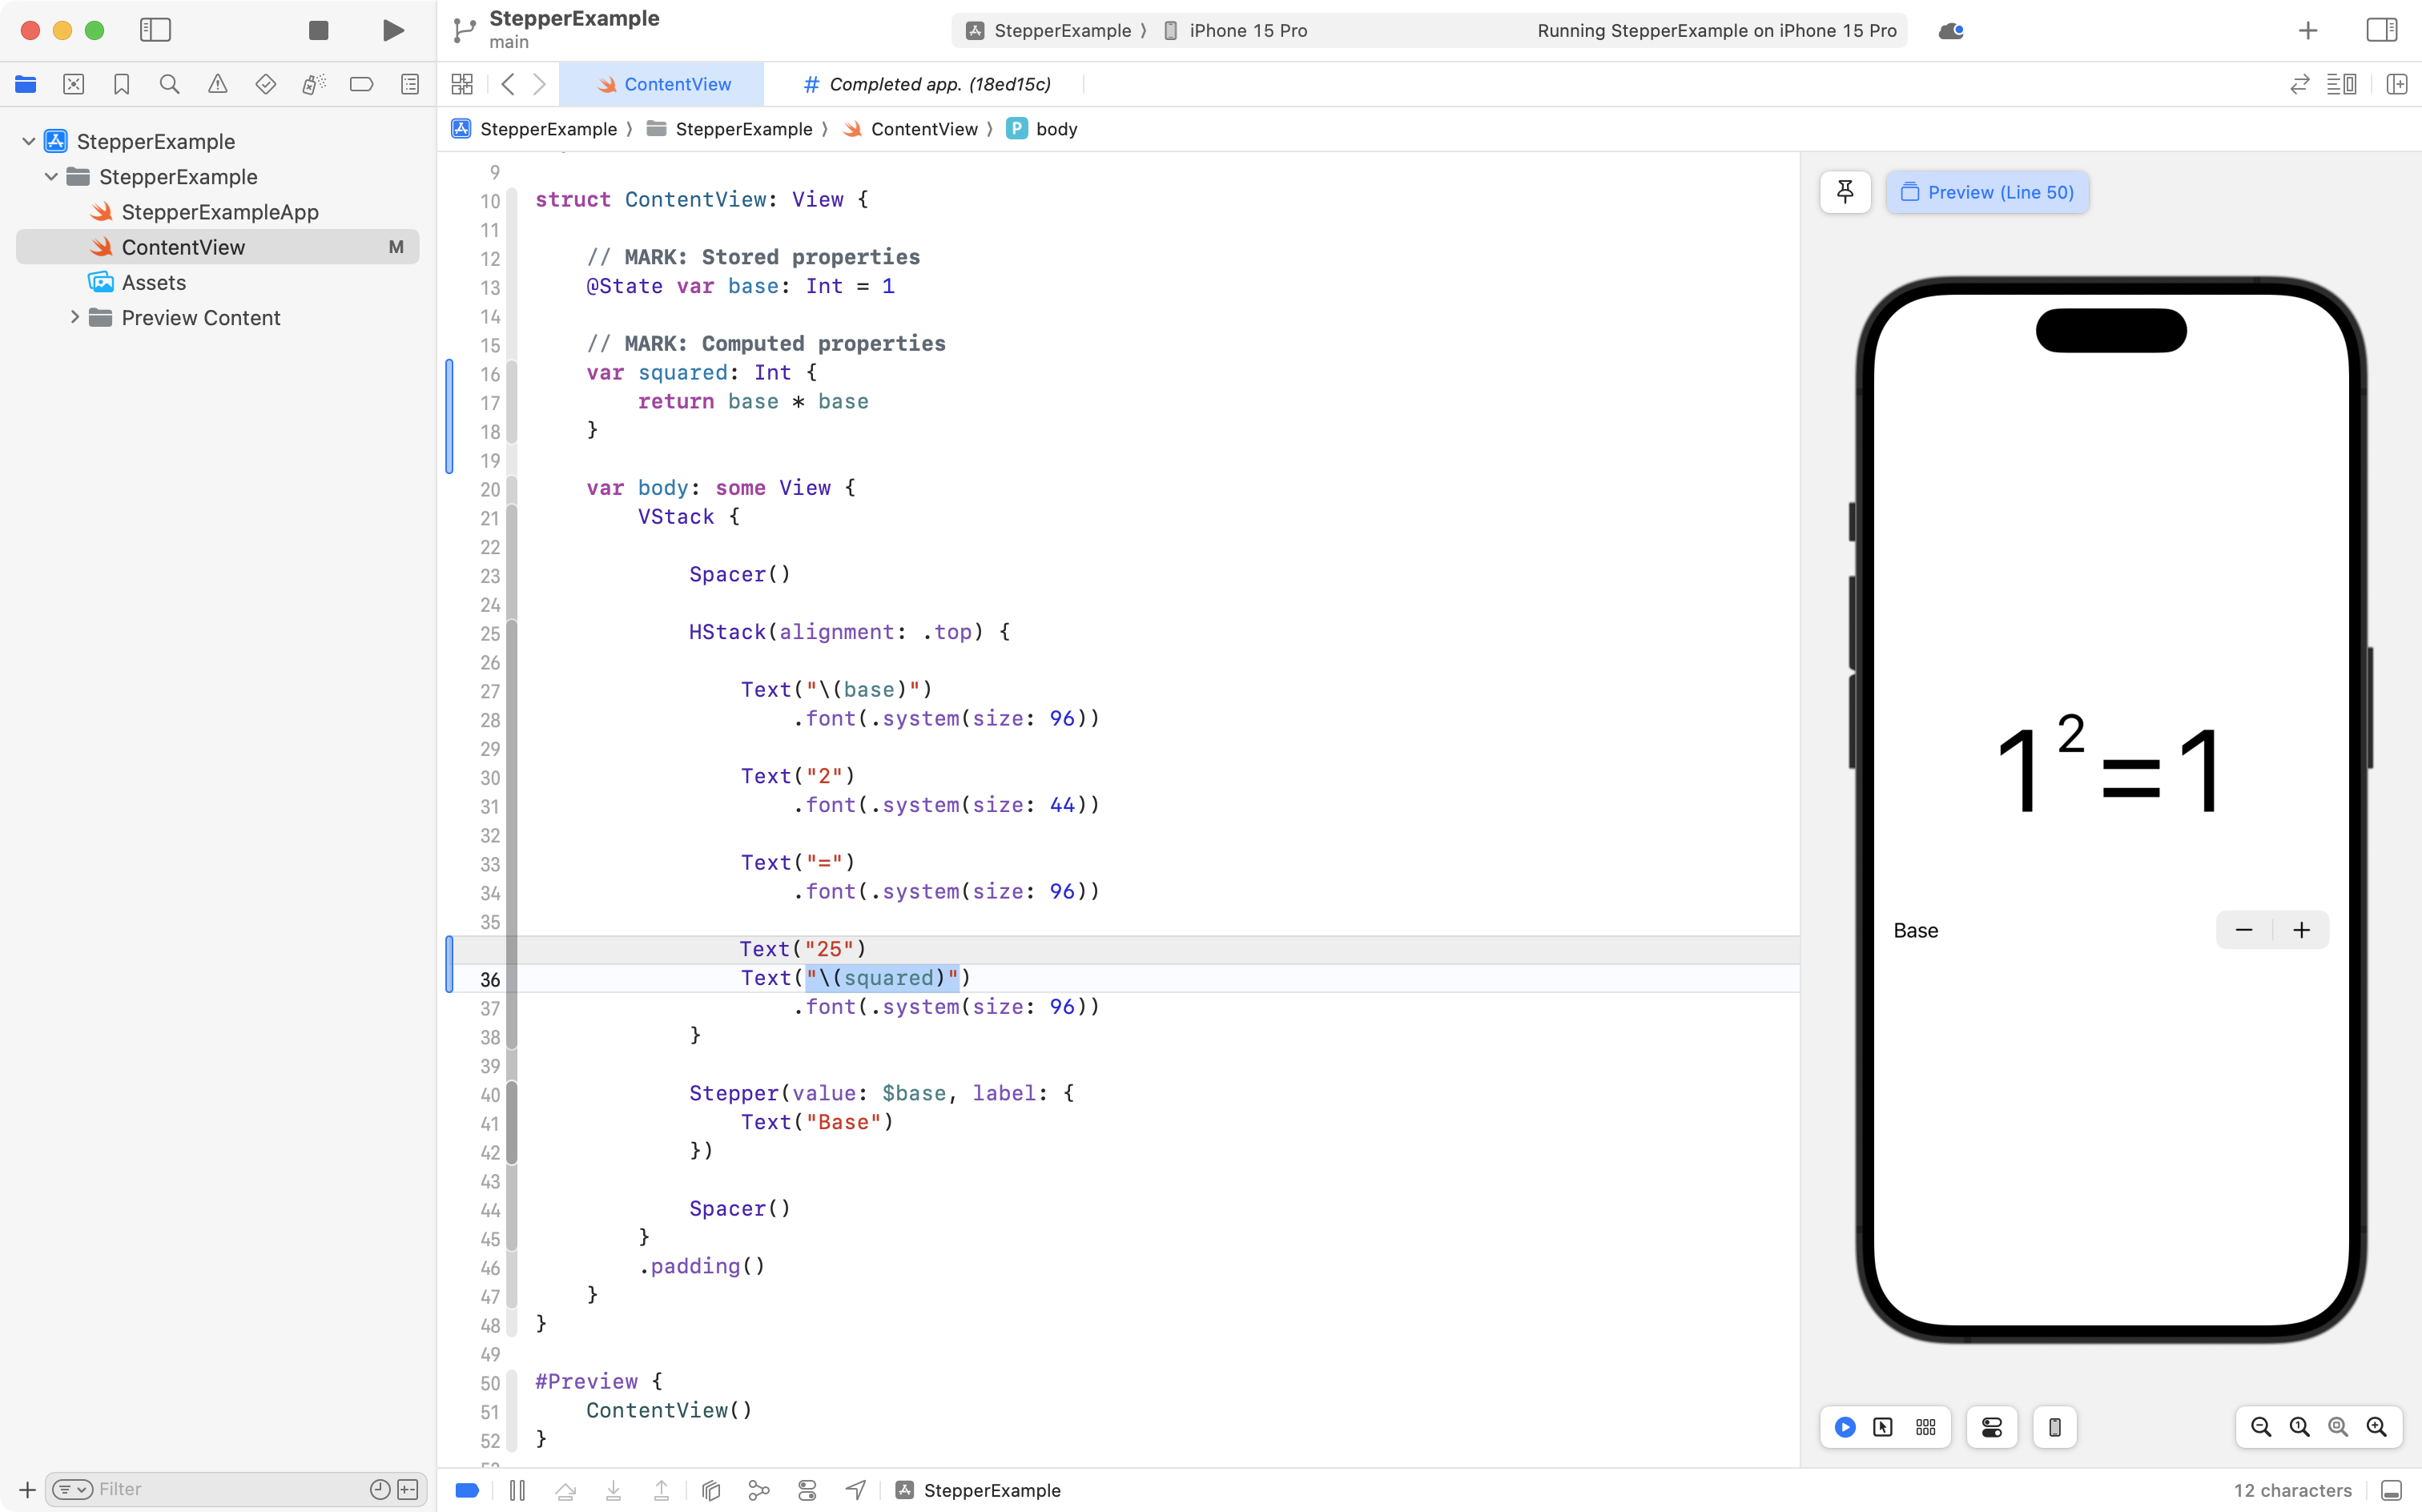 StepperExample
main
StepperExample ⟩ iPhone 15 Pro
Running StepperExample on iPhone 15 Pro
ContentView
# Completed app. (18ed15c)
StepperExample ⟩ StepperExample ⟩ ContentView ⟩ P body
StepperExample
StepperExample
StepperExampleApp
ContentView M
Assets
Preview Content
Filter
9
10 struct ContentView: View {
11
12 // MARK: Stored properties
13 @State var base: Int = 1
14
15 // MARK: Computed properties
16 var squared: Int {
17 return base * base
18 }
19
20 var body: some View {
21 VStack {
22
23 Spacer()
24
25 HStack(alignment: .top) {
26
27 Text("\(base)")
28 .font(.system(size: 96))
29
30 Text("2")
31 .font(.system(size: 44))
32
33 Text("=")
34 .font(.system(size: 96))
35
Text("25")
36 Text("\(squared)")
37 .font(.system(size: 96))
38 }
39
40 Stepper(value: $base, label: {
41 Text("Base")
42 })
43
44 Spacer()
45 }
46 .padding()
47 }
48 }
49
50 #Preview {
51 ContentView()
52 }
Preview (Line 50)
1²=1
Base − +
StepperExample
12 characters